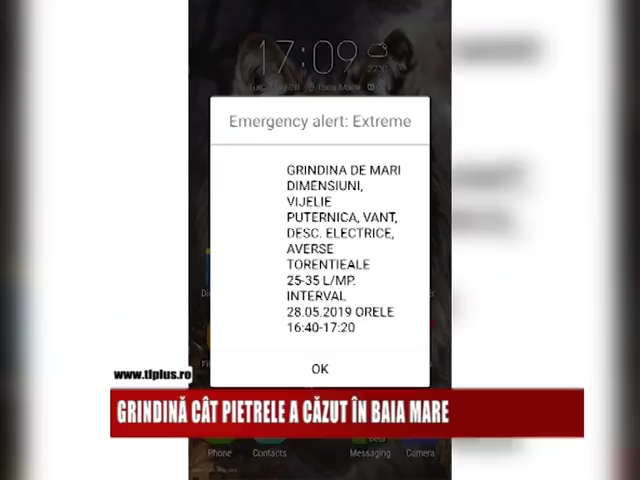 17:09
Emergency alert: Extreme
GRINDINA DE MARI
DIMENSIUNI,
VIJELIE
PUTERNICA, VANT,
DESC. ELECTRICE,
AVERSE
TORENTIEALE
25-35 L/MP.
INTERVAL
28.05.2019 ORELE
16:40-17:20
OK
www.tlplus.ro
GRINDINĂ CÂT PIETRELE A CĂZUT ÎN BAIA MARE
Phone Contacts Messaging Camera